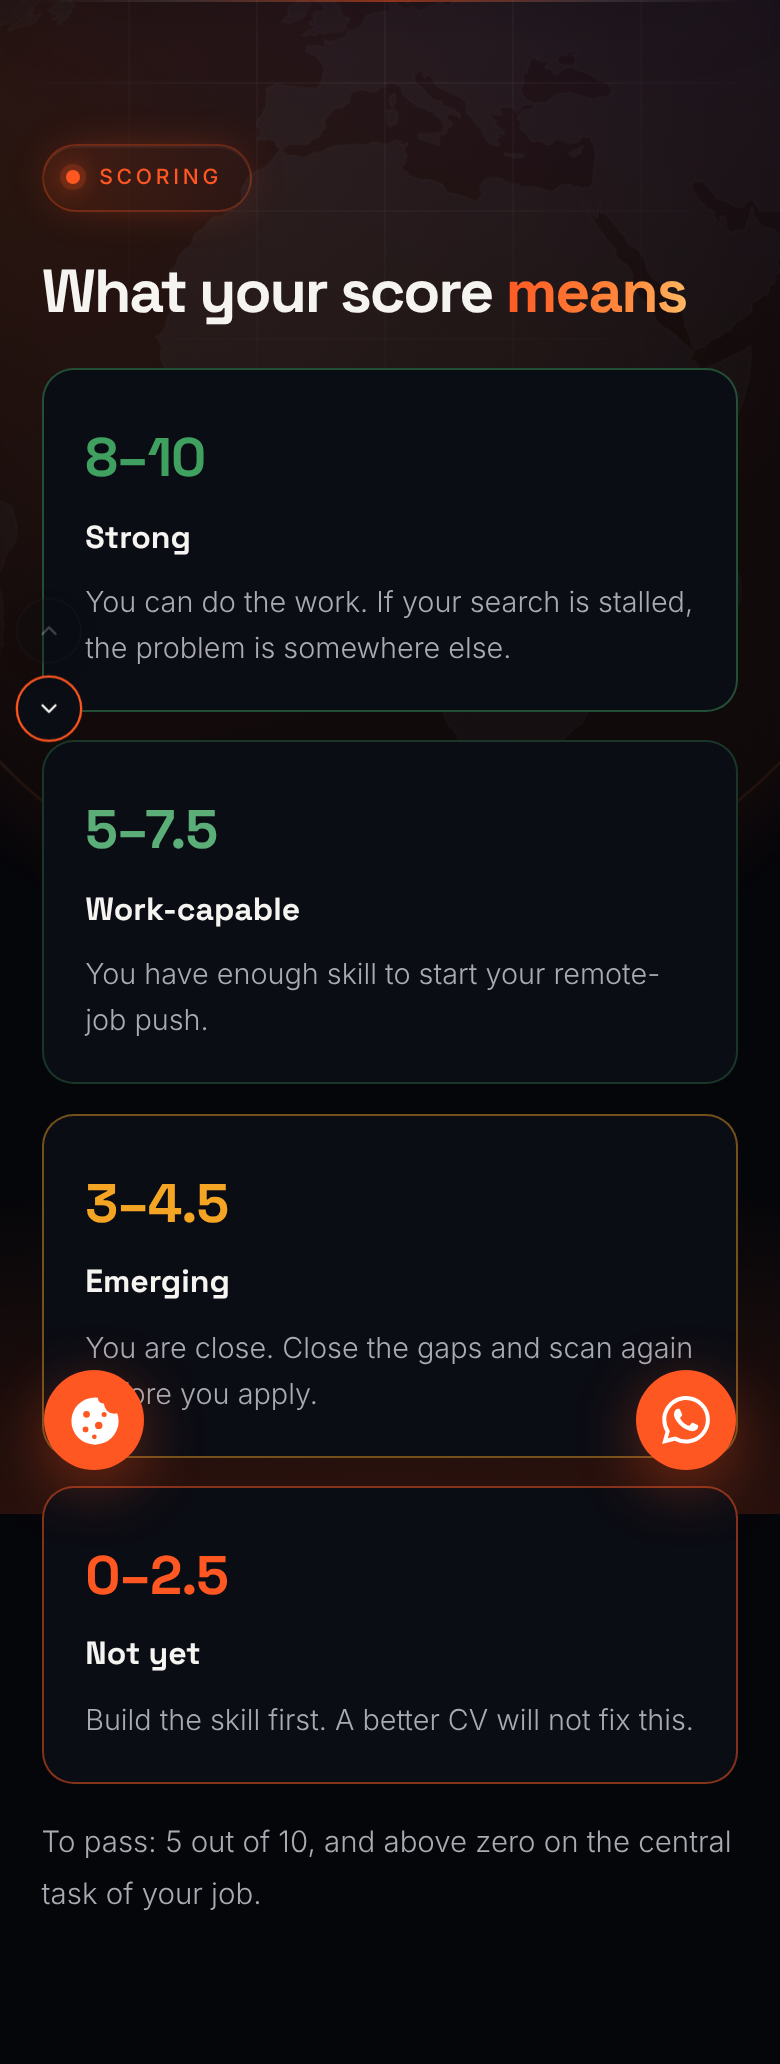 SCORING
What your score means
8–10
Strong
You can do the work. If your search is stalled,
the problem is somewhere else.
5–7.5
Work-capable
You have enough skill to start your remote-
job push.
3–4.5
Emerging
You are close. Close the gaps and scan again
you apply.
0–2.5
Not yet
Build the skill first. A better CV will not fix this.
To pass: 5 out of 10, and above zero on the central
task of your job.